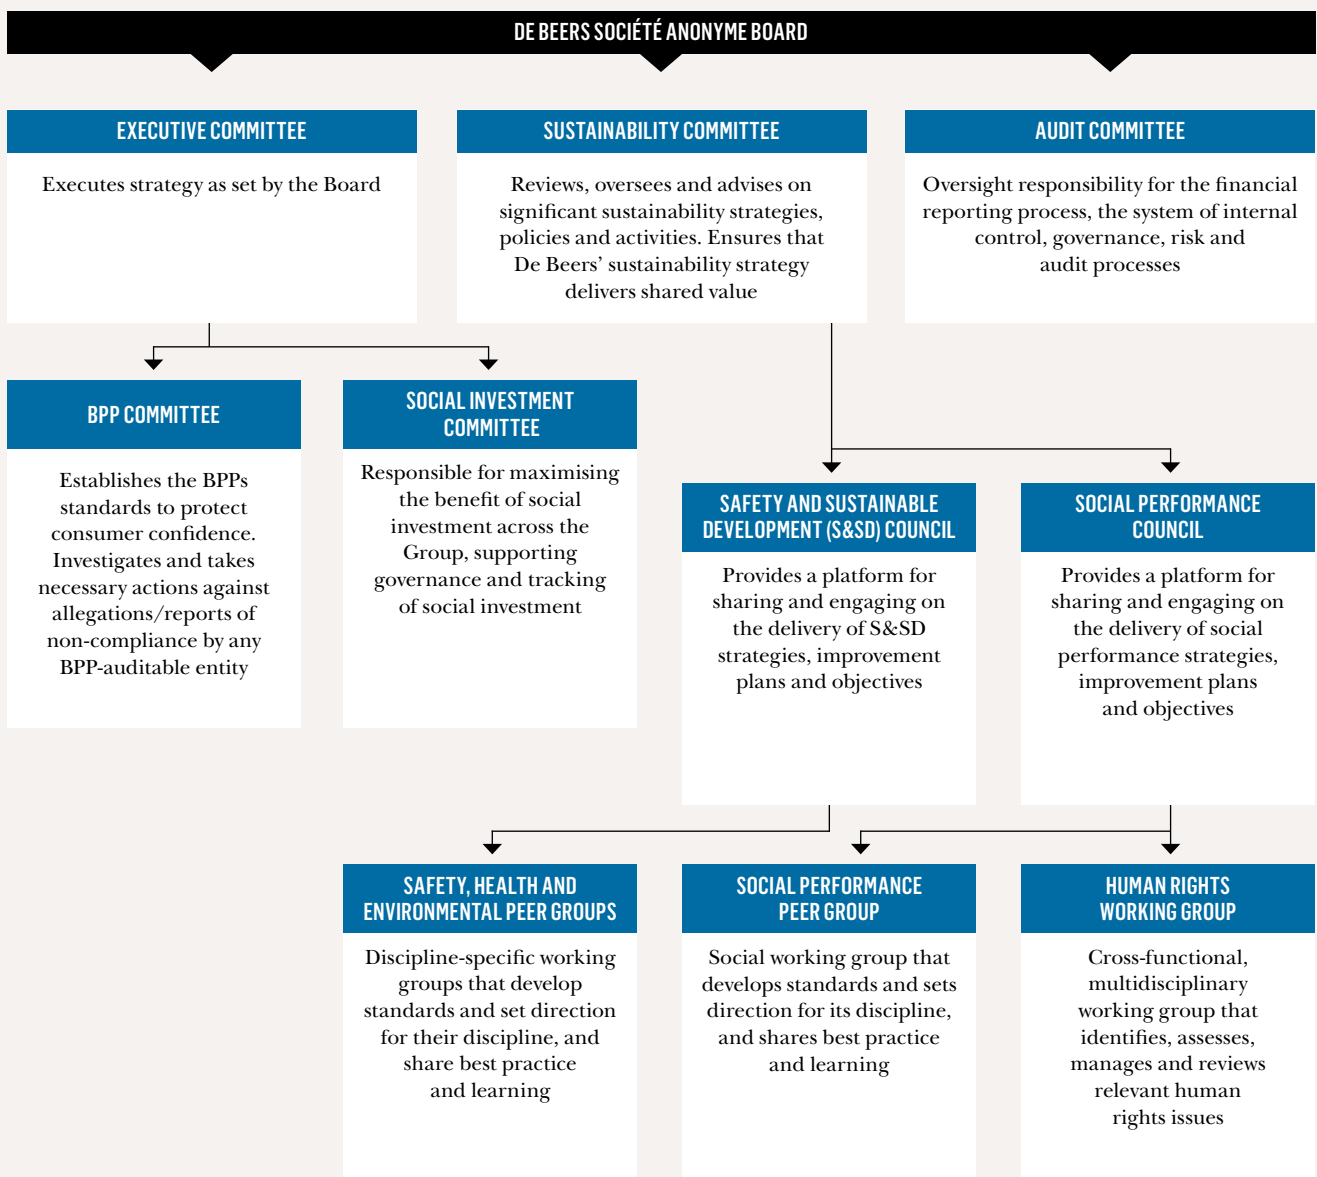 DE BEERS SOCIÉTÉ ANONYME BOARD
EXECUTIVE COMMITTEE
Executes strategy as set by the Board
SUSTAINABILITY COMMITTEE
Reviews, oversees and advises on
significant sustainability strategies,
policies and activities. Ensures that
De Beers’ sustainability strategy
delivers shared value
AUDIT COMMITTEE
Oversight responsibility for the financial
reporting process, the system of internal
control, governance, risk and
audit processes
BPP COMMITTEE
Establishes the BPPs
standards to protect
consumer confidence.
Investigates and takes
necessary actions against
allegations/reports of
non-compliance by any
BPP-auditable entity
SOCIAL INVESTMENT
COMMITTEE
Responsible for maximising
the benefit of social
investment across the
Group, supporting
governance and tracking
of social investment
SAFETY AND SUSTAINABLE
DEVELOPMENT (S&SD) COUNCIL
Provides a platform for
sharing and engaging on
the delivery of S&SD
strategies, improvement
plans and objectives
SOCIAL PERFORMANCE
COUNCIL
Provides a platform for
sharing and engaging on
the delivery of social
performance strategies,
improvement plans
and objectives
SAFETY, HEALTH AND
ENVIRONMENTAL PEER GROUPS
Discipline-specific working
groups that develop
standards and set direction
for their discipline, and
share best practice
and learning
SOCIAL PERFORMANCE
PEER GROUP
Social working group that
develops standards and sets
direction for its discipline,
and shares best practice
and learning
HUMAN RIGHTS
WORKING GROUP
Cross-functional,
multidisciplinary
working group that
identifies, assesses,
manages and reviews
relevant human
rights issues